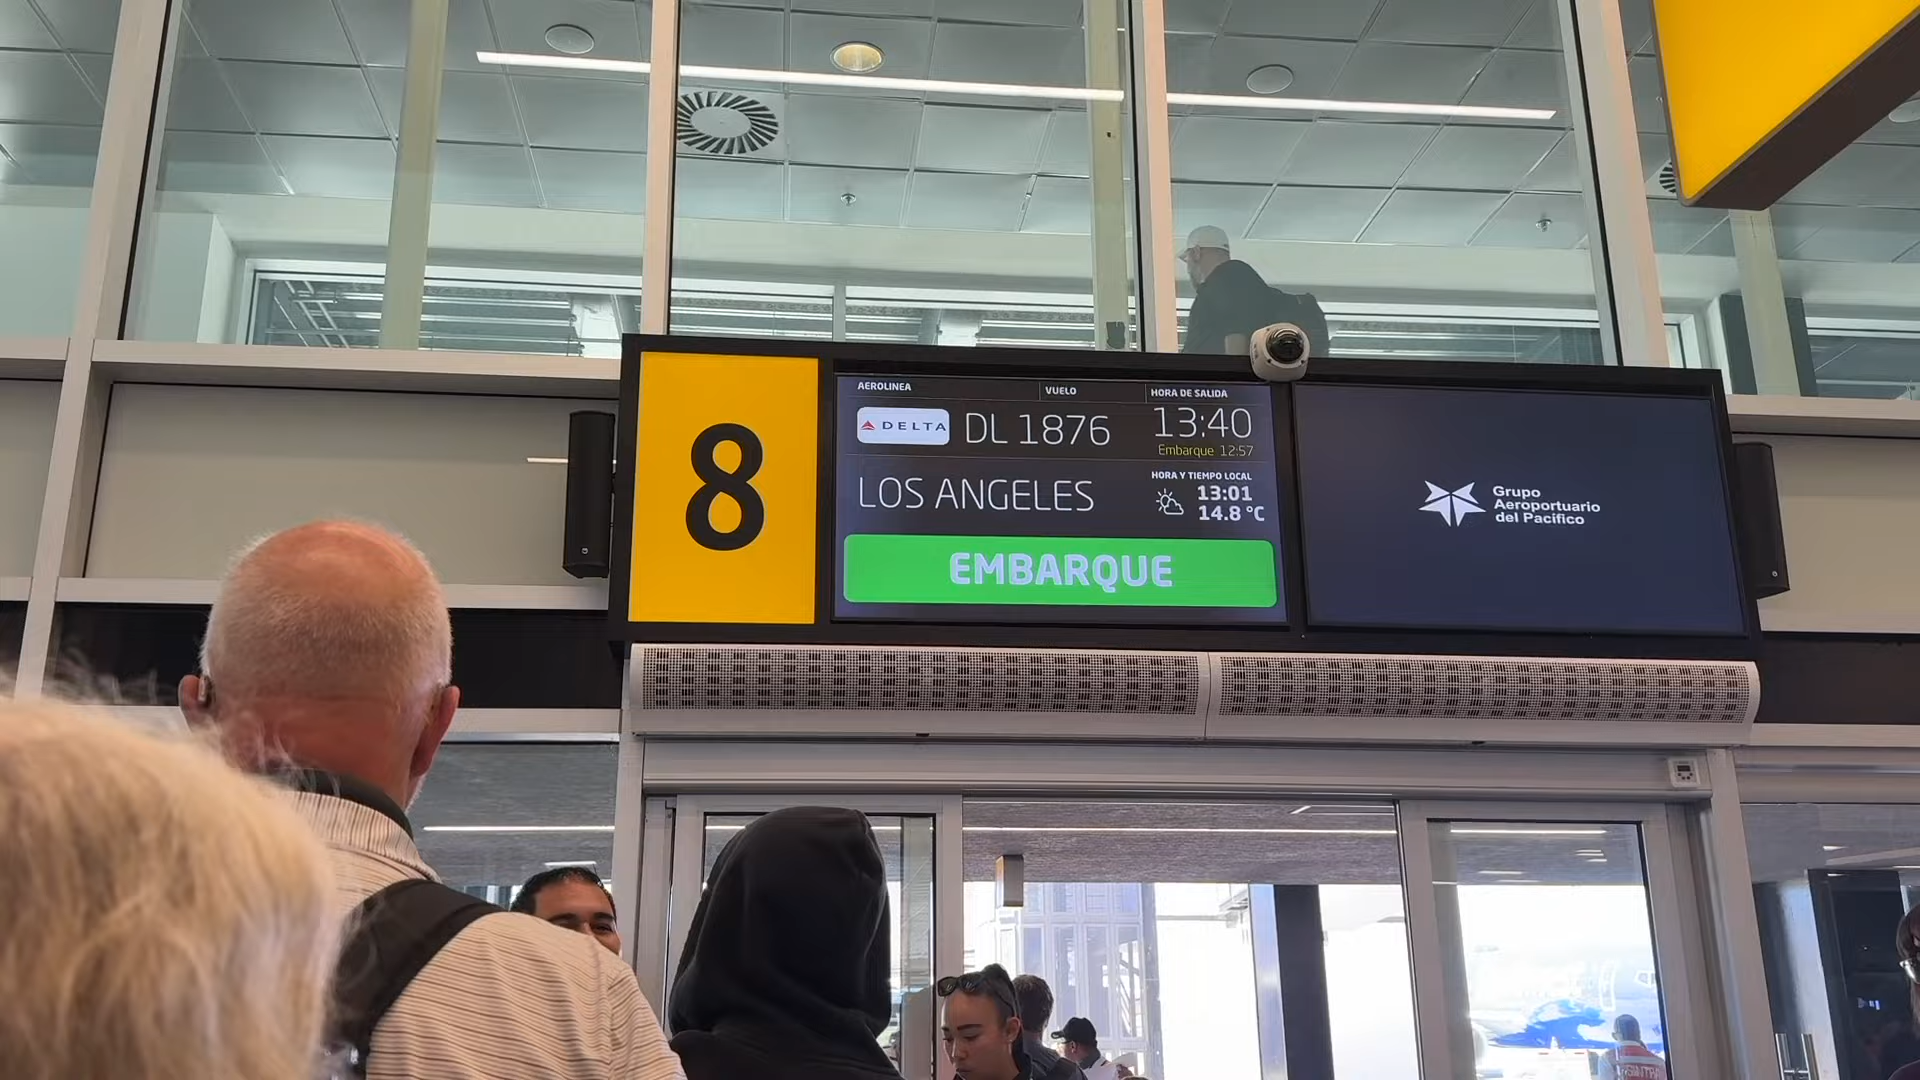 8
AEROLINEA VUELO HORA DE SALIDA
DELTA DL 1876 13:40
Embarque 12:57
LOS ANGELES
HORA Y TIEMPO LOCAL
13:01
14.8 °C
EMBARQUE
Grupo
Aeroportuario
del Pacífico